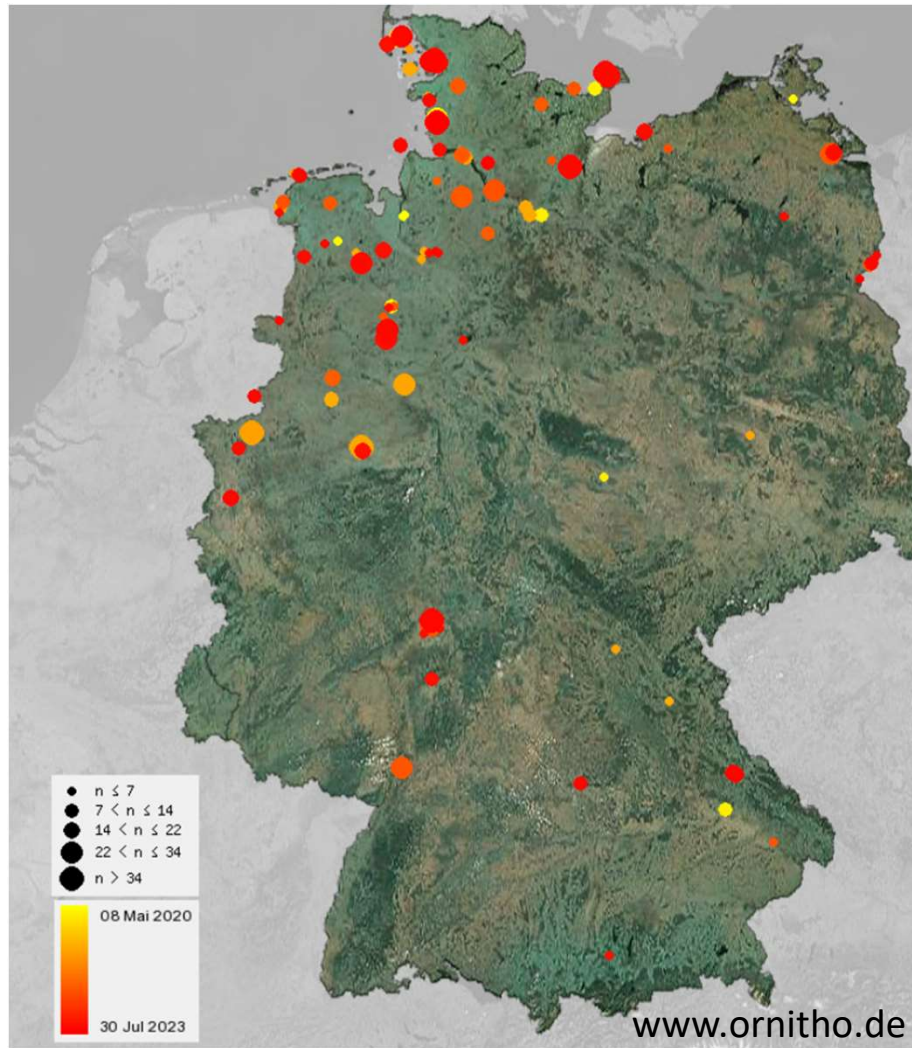 n ≤ 7
7 < n ≤ 14
14 < n ≤ 22
22 < n ≤ 34
n > 34
08 Mai 2020
30 Jul 2023
www.ornitho.de